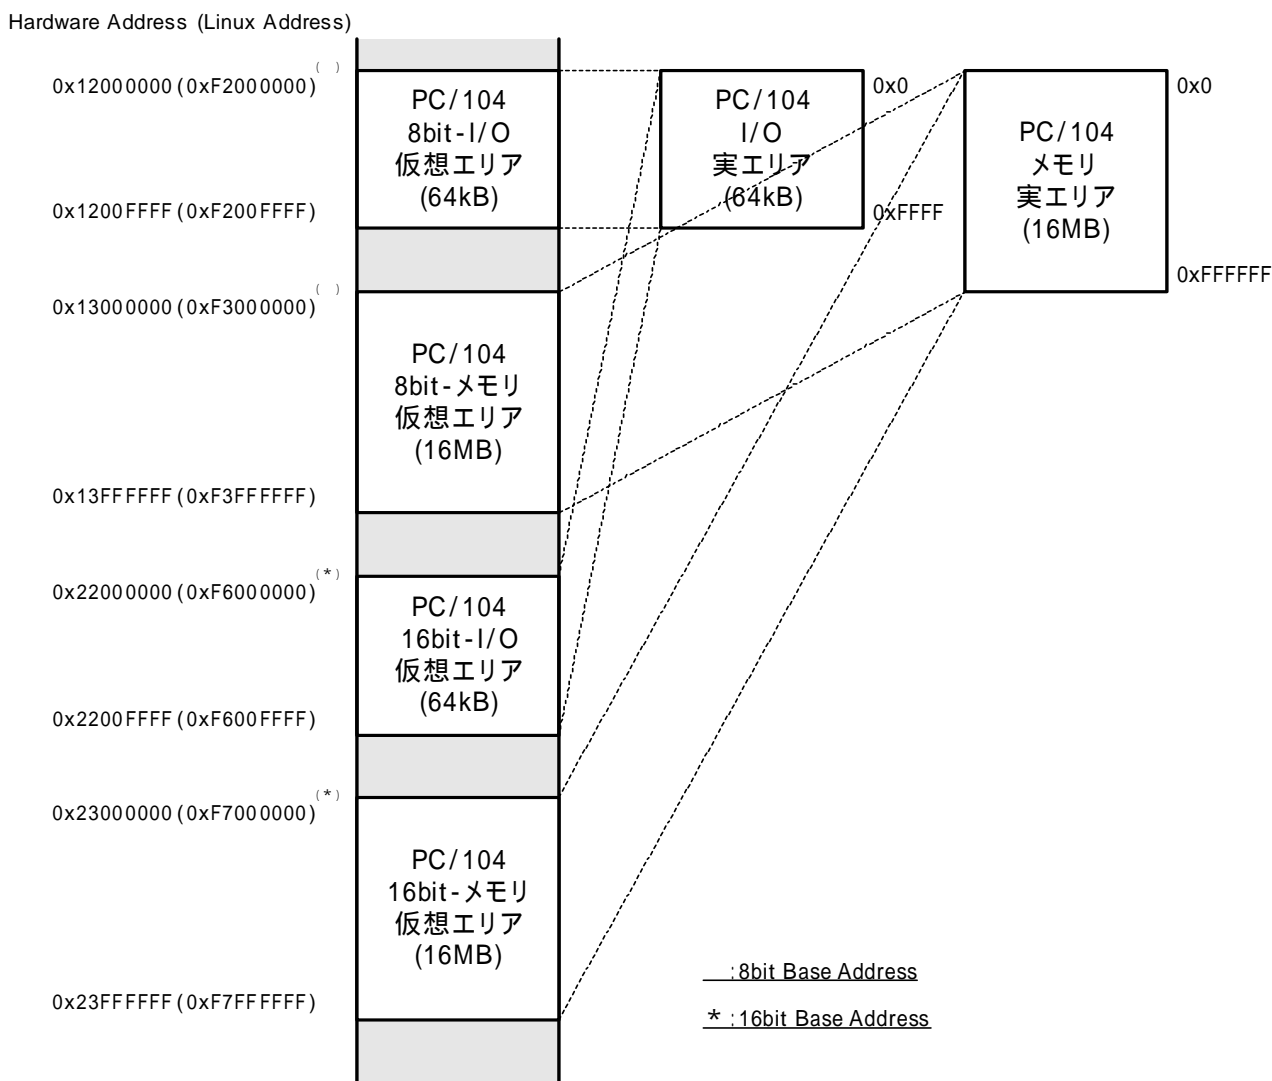 Hardware Address (Linux Address)
0x12000000(0xF2000000)( )
PC/104
8bit-I/O
仮想エリア
(64kB)
0x1200FFFF(0xF200FFFF)
PC/104
I/O
実エリア
(64kB)
0x0
0xFFFF
PC/104
メモリ
実エリア
(16MB)
0x0
0xFFFFFF
0x13000000(0xF3000000)( )
PC/104
8bit-メモリ
仮想エリア
(16MB)
0x13FFFFFF(0xF3FFFFFF)
0x22000000(0xF6000000)(*)
PC/104
16bit-I/O
仮想エリア
(64kB)
0x2200FFFF(0xF600FFFF)
0x23000000(0xF7000000)(*)
PC/104
16bit-メモリ
仮想エリア
(16MB)
0x23FFFFFF(0xF7FFFFFF)
:8bit Base Address
* :16bit Base Address